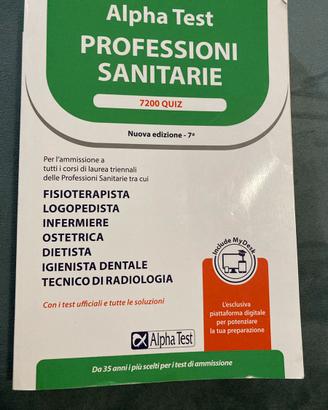 Alpha Test
PROFESSIONI
SANITARIE
7200 QUIZ
Nuova edizione - 7ª
Per l'ammissione a
tutti i corsi di laurea triennali
delle Professioni Sanitarie tra cui
FISIOTERAPISTA
LOGOPEDISTA
INFERMIERE
OSTETRICA
DIETISTA
IGIENISTA DENTALE
TECNICO DI RADIOLOGIA
Con i test ufficiali e tutte le soluzioni
Include MyDesk
L'esclusiva
piattaforma digitale
per potenziare
la tua preparazione
Alpha Test
Da 35 anni i più scelti per i test di ammissione